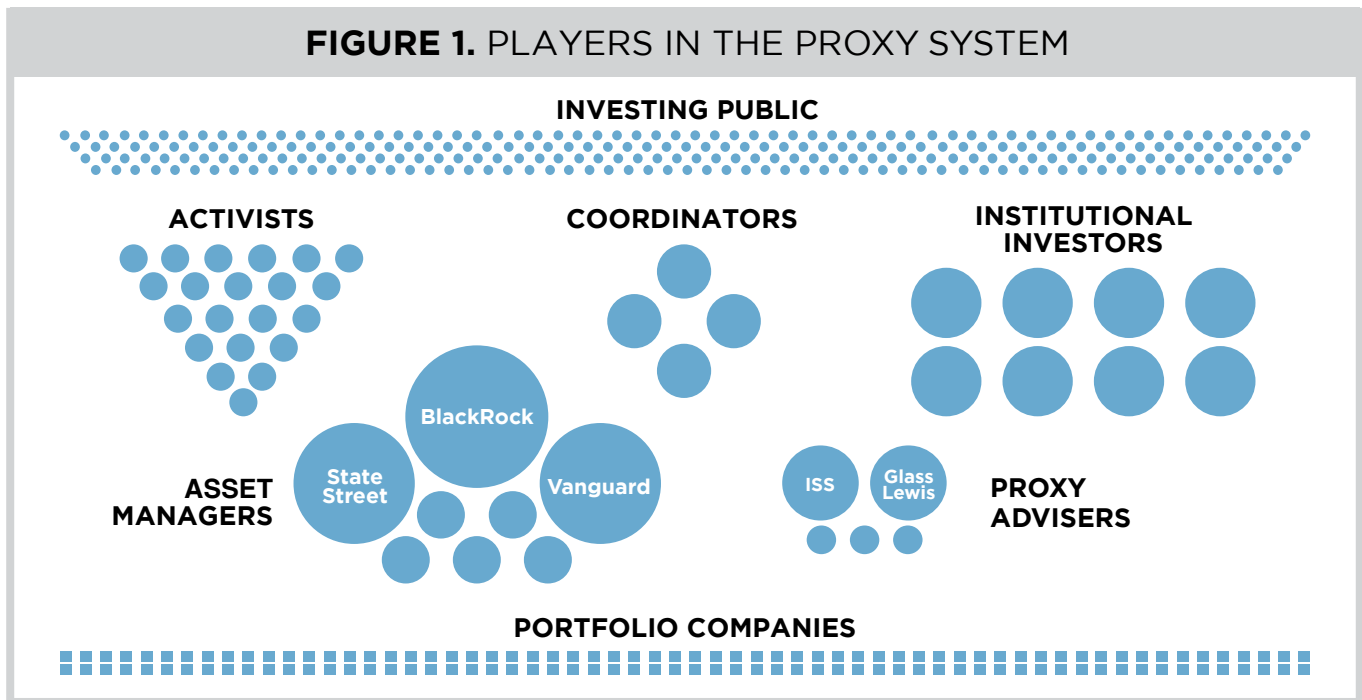 FIGURE 1. PLAYERS IN THE PROXY SYSTEM
INVESTING PUBLIC
ACTIVISTS
COORDINATORS
INSTITUTIONAL
INVESTORS
ASSET
MANAGERS
State
Street
BlackRock
Vanguard
ISS
Glass
Lewis
PROXY
ADVISERS
PORTFOLIO COMPANIES